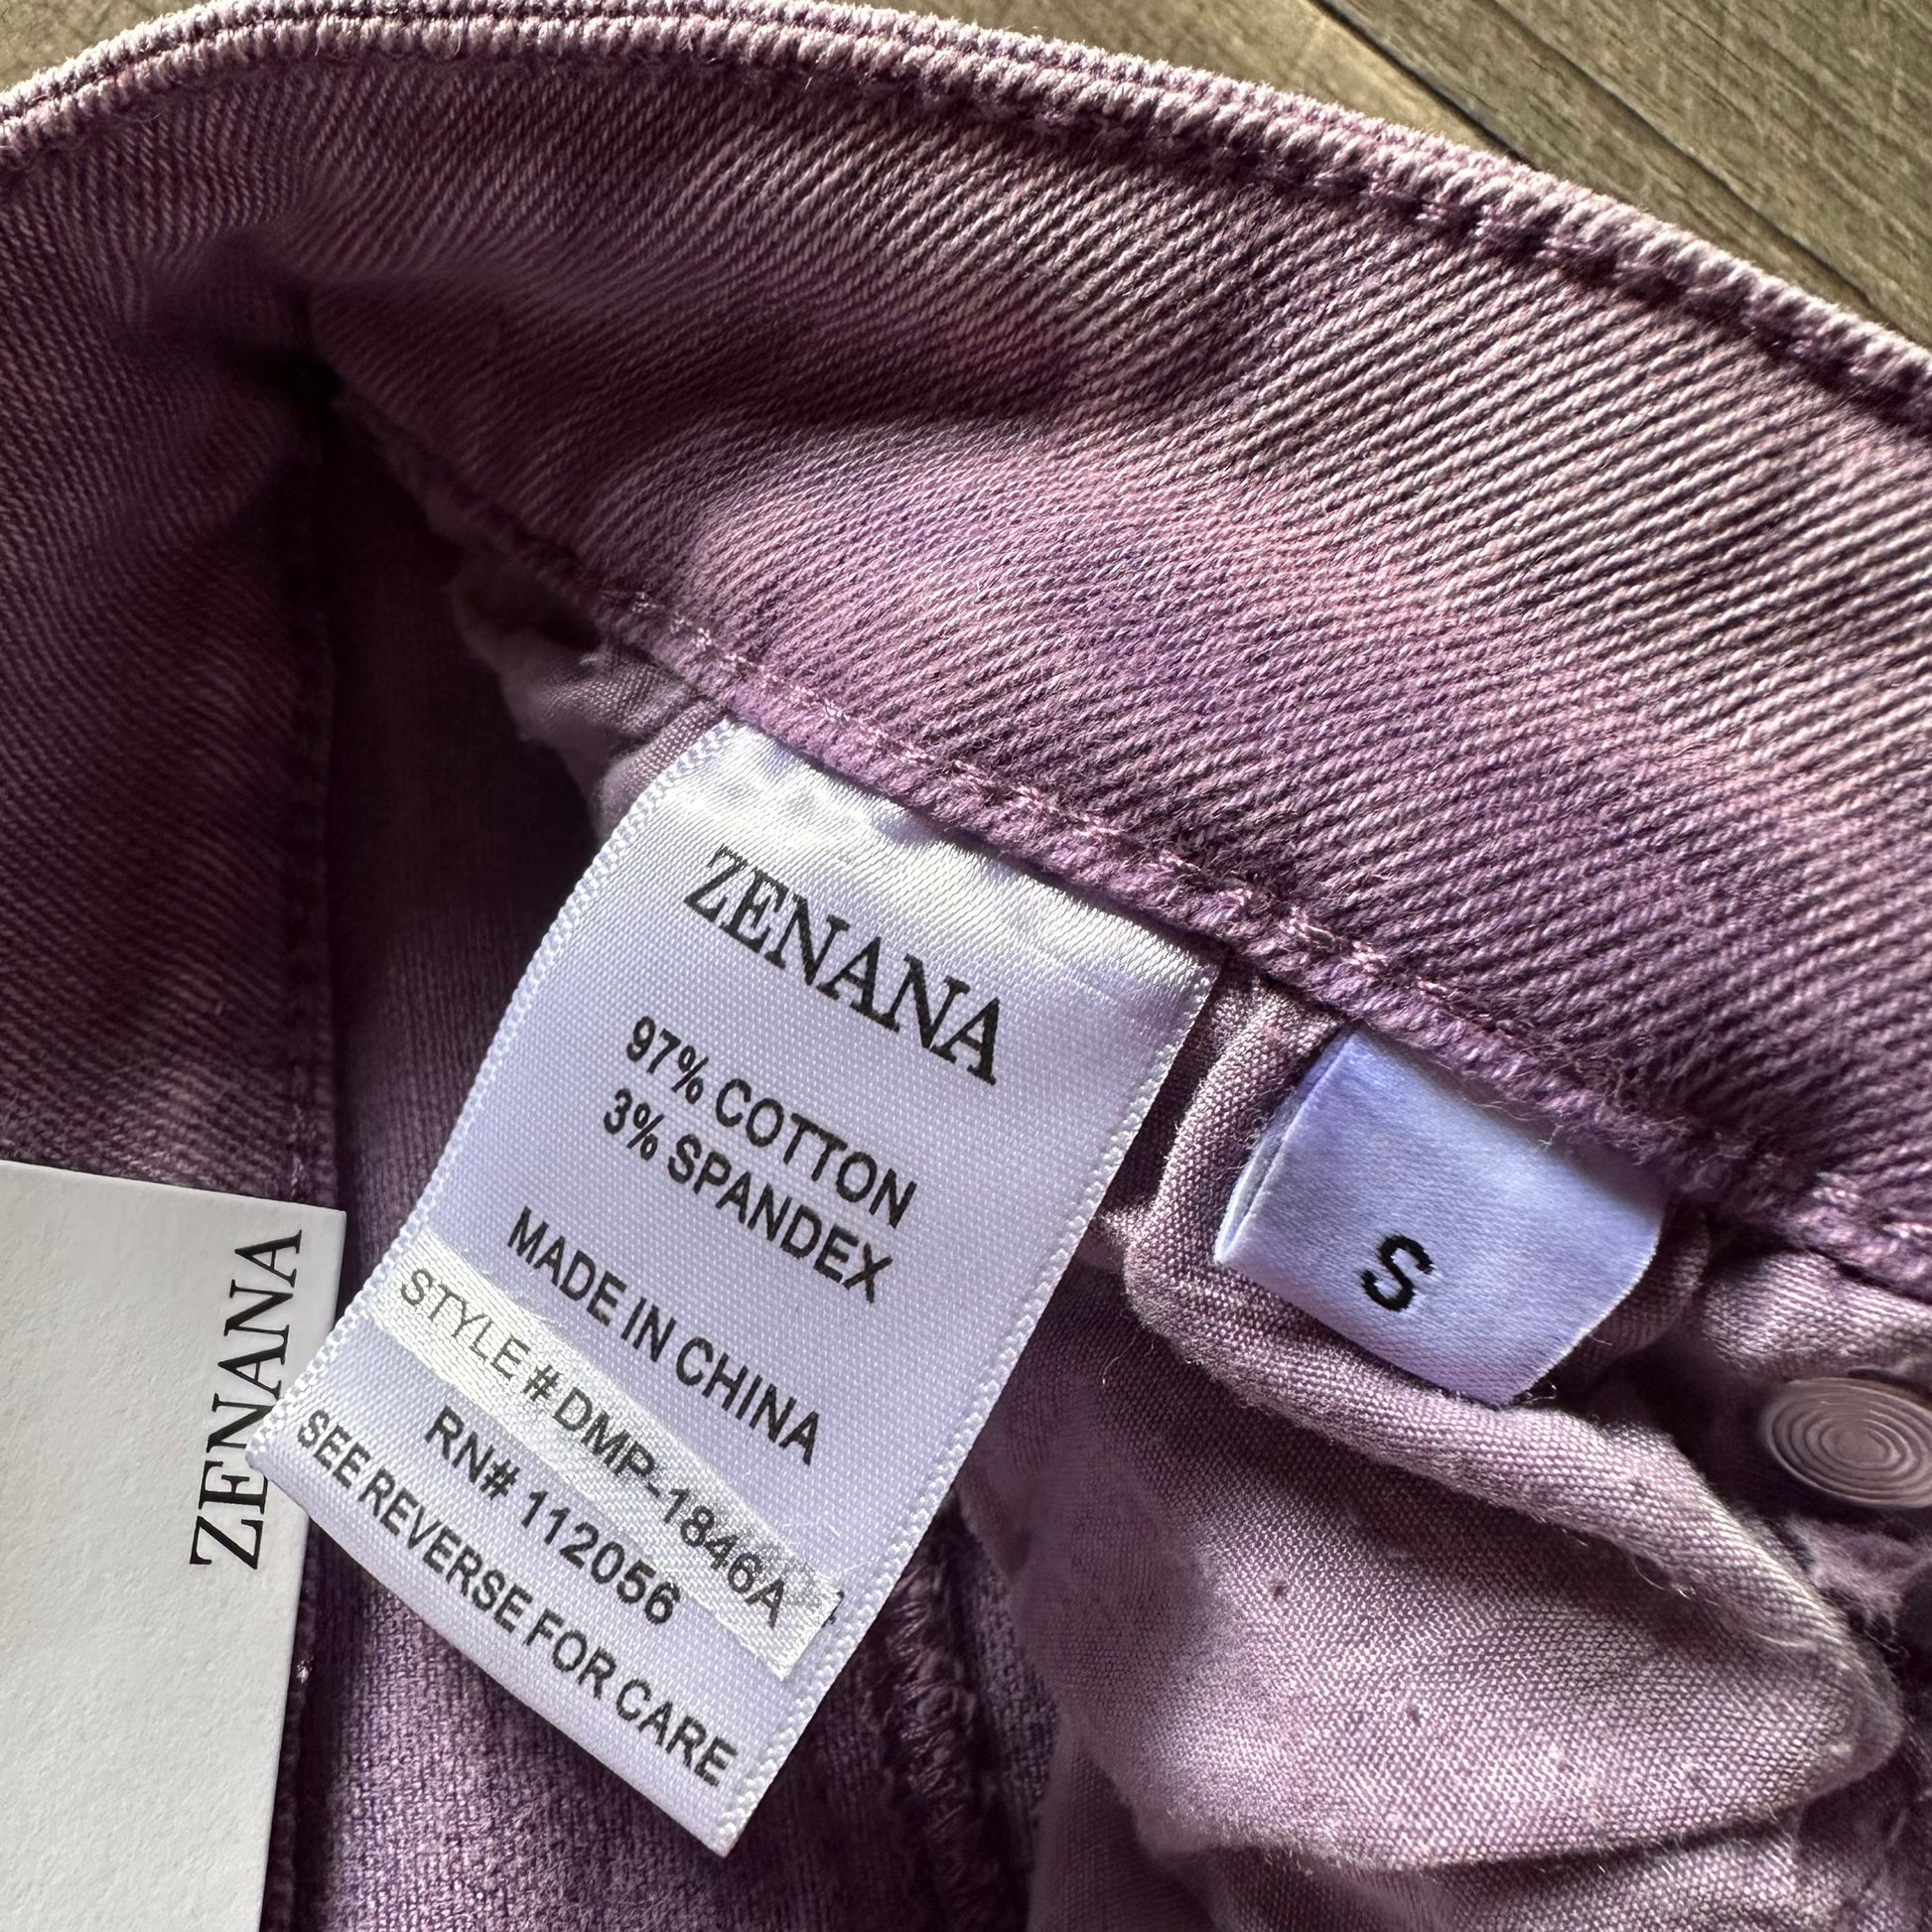 ZENANA
97% COTTON
3% SPANDEX
MADE IN CHINA
STYLE # DMP-1846A
RN# 112056
SEE REVERSE FOR CARE
S
ZENANA